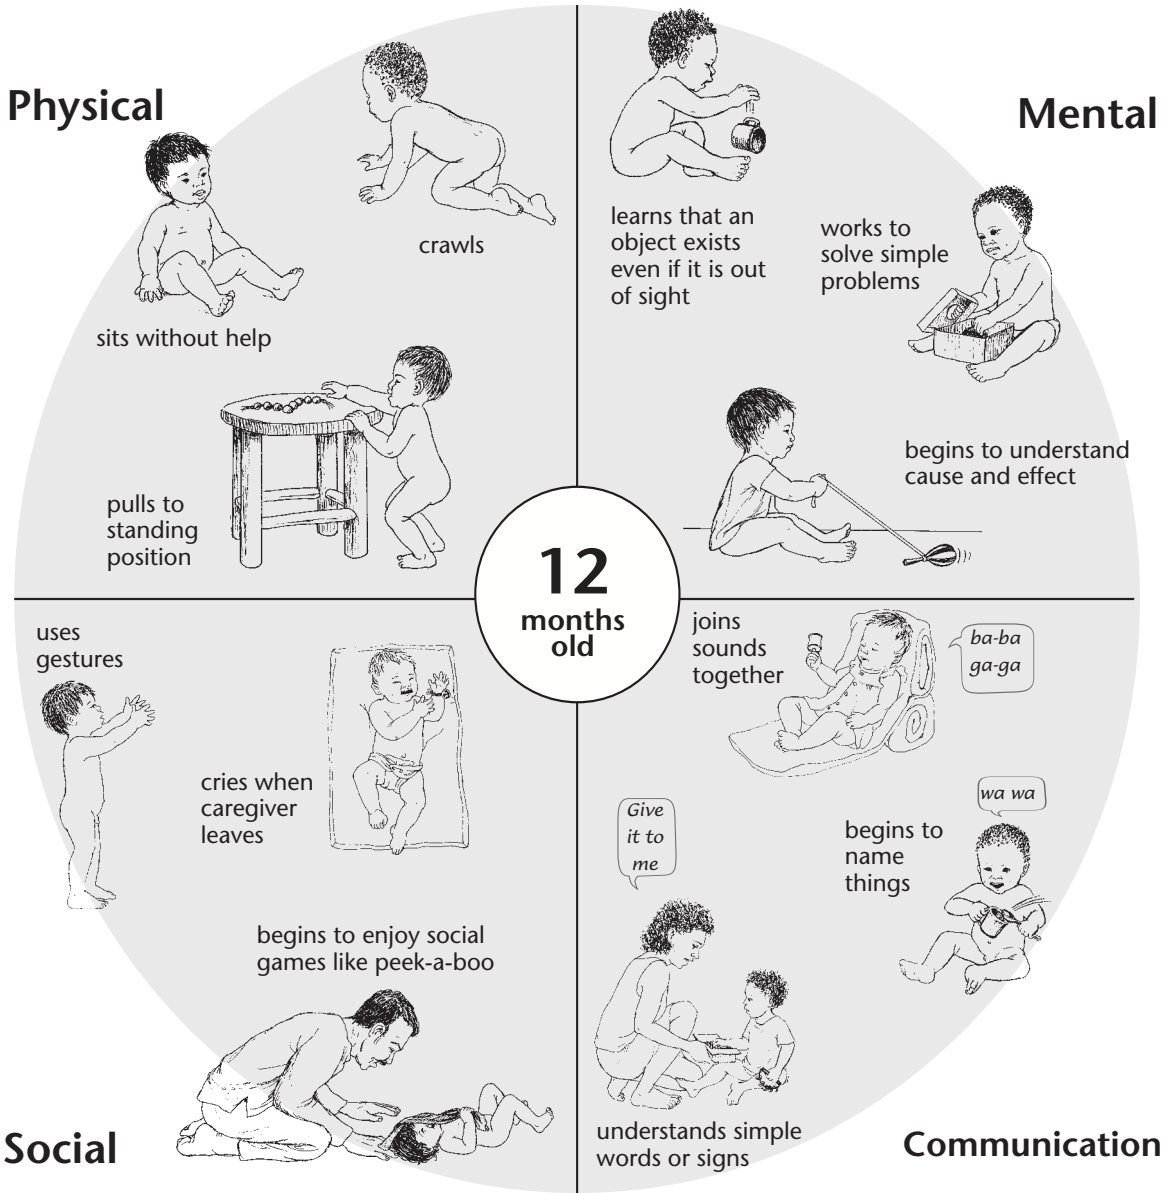 Physical
crawls
sits without help
pulls to
standing
position
Mental
learns that an
object exists
even if it is out
of sight
works to
solve simple
problems
begins to understand
cause and effect
12
months
old
uses
gestures
cries when
caregiver
leaves
begins to enjoy social
games like peek-a-boo
Social
joins
sounds
together
ba-ba
ga-ga
wa wa
begins to
name
things
Give
it to
me
understands simple
words or signs
Communication